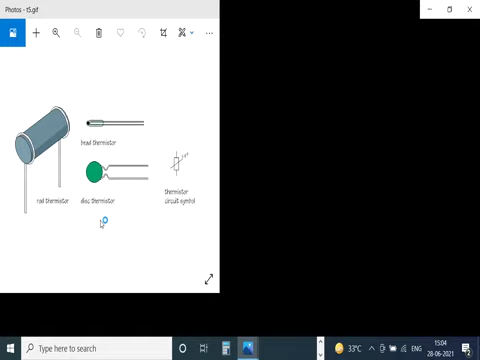 Photos - t5.gif
bead thermistor
rod thermistor
disc thermistor
thermistor
circuit symbol
Type here to search
33°C
ENG
15:04
28-06-2021
2